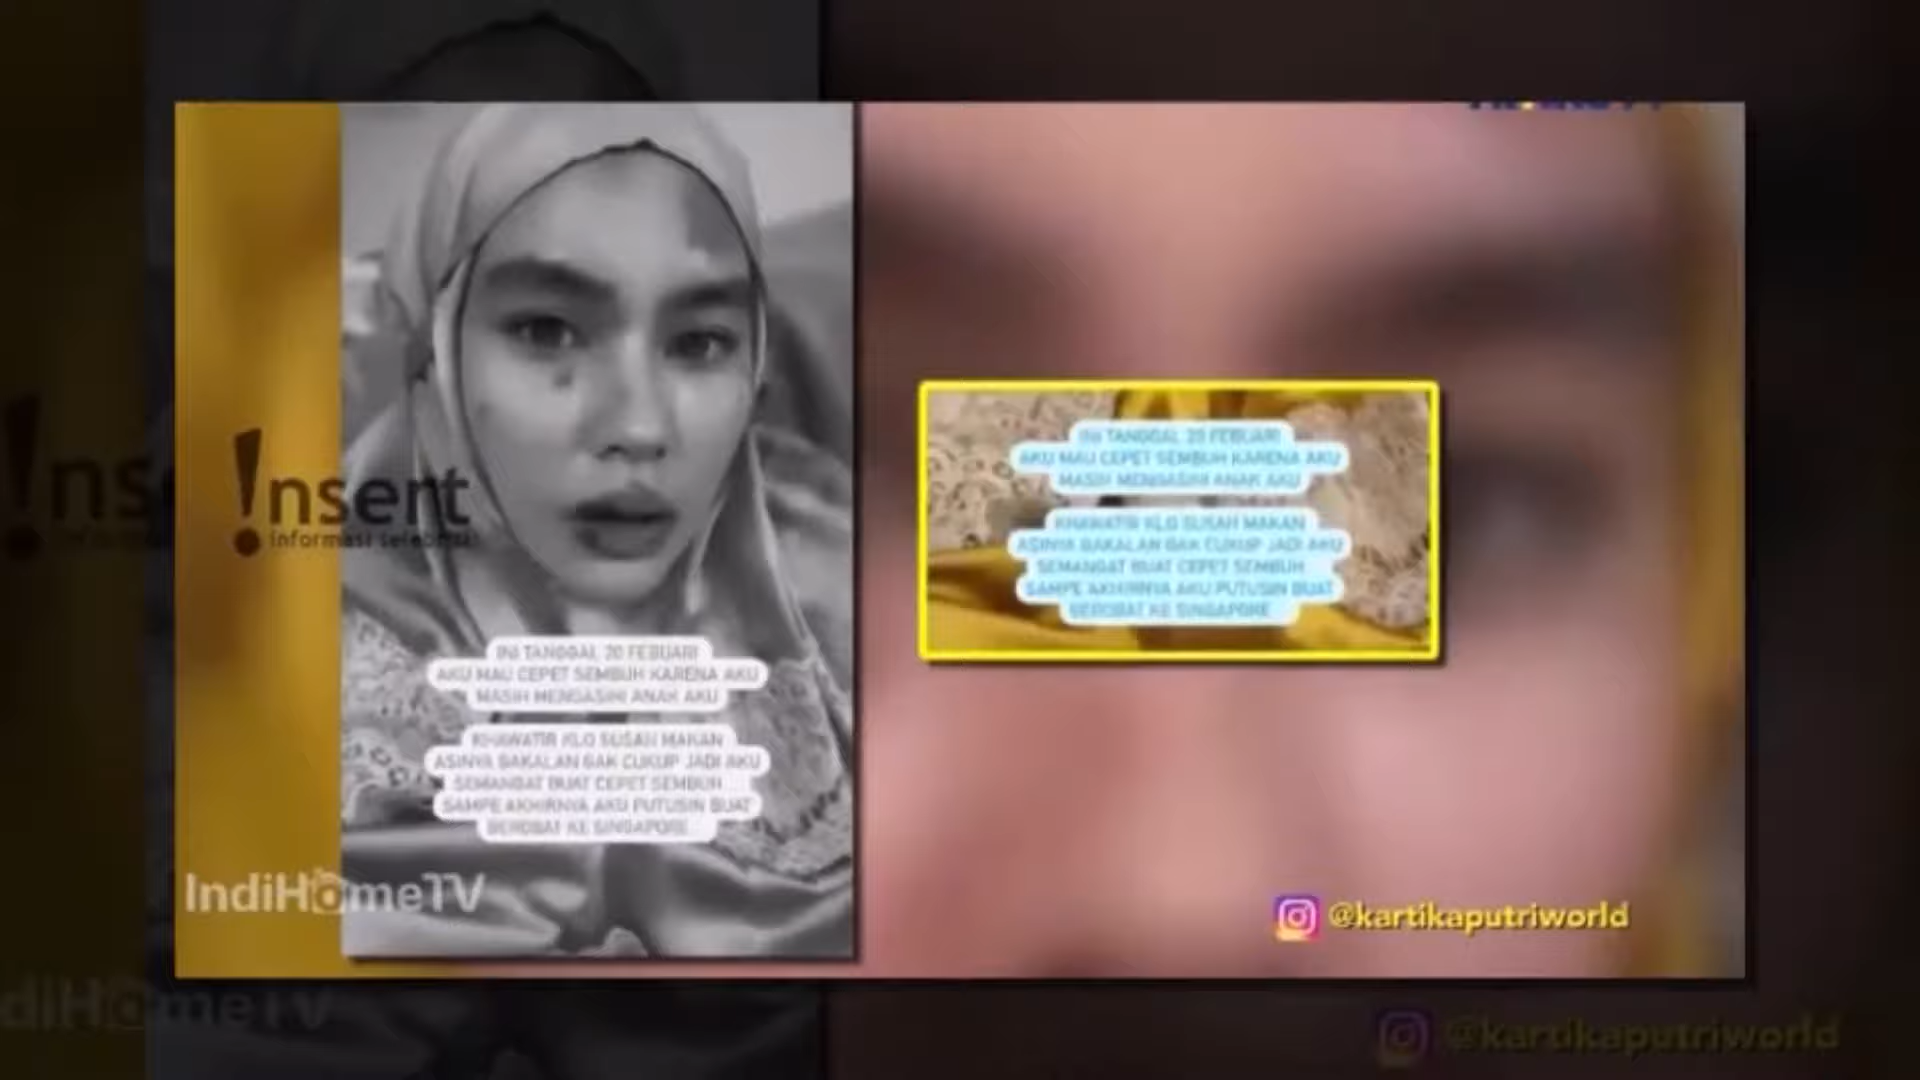 !nsert
informasi selebriti
INI TANGGAL 20 FEBUARI
AKU MAU CEPET SEMBUH KARENA AKU
MASIH MENGASIHI ANAK AKU
KHAWATIR KLO SUSAH MAKAN
ASINYA BAKALAN GAK CUKUP JADI AKU
SEMANGAT BUAT CEPET SEMBUH
SAMPE AKHIRNYA AKU PUTUSIN BUAT
BEROBAT KE SINGAPORE
IndiHomeTV
INI TANGGAL 20 FEBUARI
AKU MAU CEPET SEMBUH KARENA AKU
MASIH MENGASIHI ANAK AKU
KHAWATIR KLO SUSAH MAKAN
ASINYA BAKALAN GAK CUKUP JADI AKU
SEMANGAT BUAT CEPET SEMBUH
SAMPE AKHIRNYA AKU PUTUSIN BUAT
BEROBAT KE SINGAPORE
@kartikaputriworld
diHomeTV
@kartikaputriworld